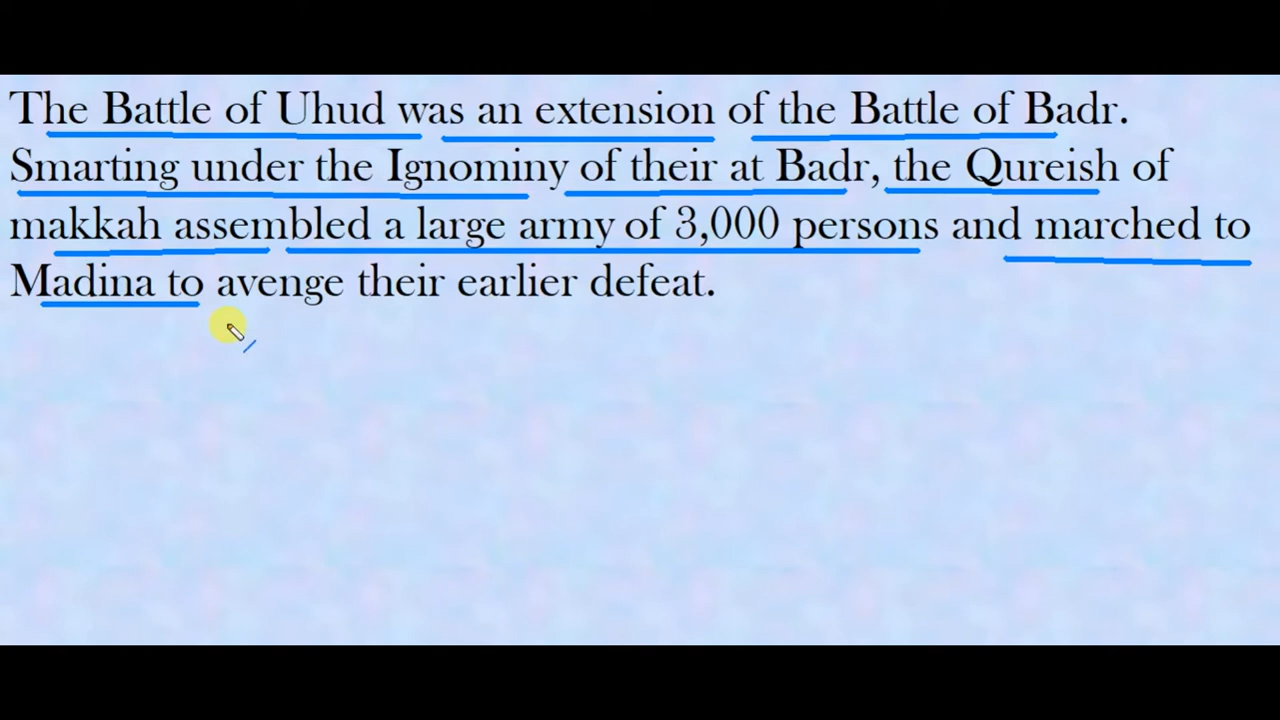 The Battle of Uhud was an extension of the Battle of Badr.
Smarting under the Ignominy of their at Badr, the Qureish of
makkah assembled a large army of 3,000 persons and marched to
Madina to avenge their earlier defeat.